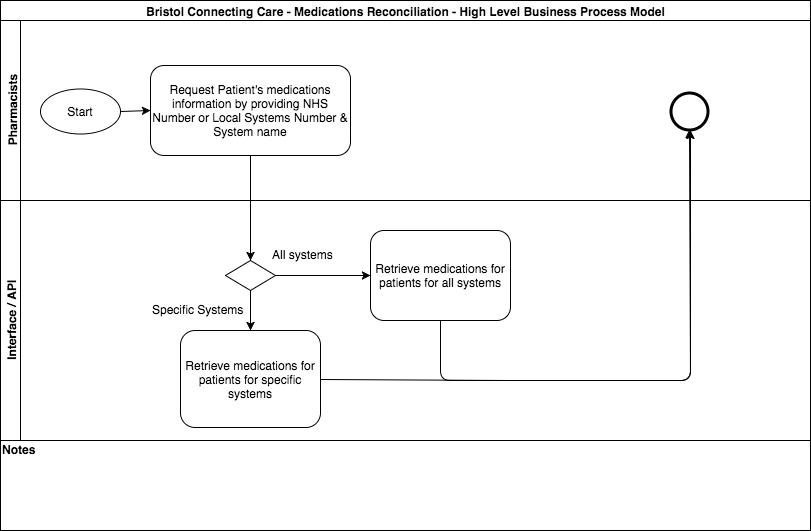 Bristol Connecting Care - Medications Reconciliation - High Level Business Process Model
Pharmacists
Start
Request Patient's medications
information by providing NHS
Number or Local Systems Number &
System name
Interface / API
All systems
Retrieve medications for
patients for all systems
Specific Systems
Retrieve medications for
patients for specific
systems
Notes